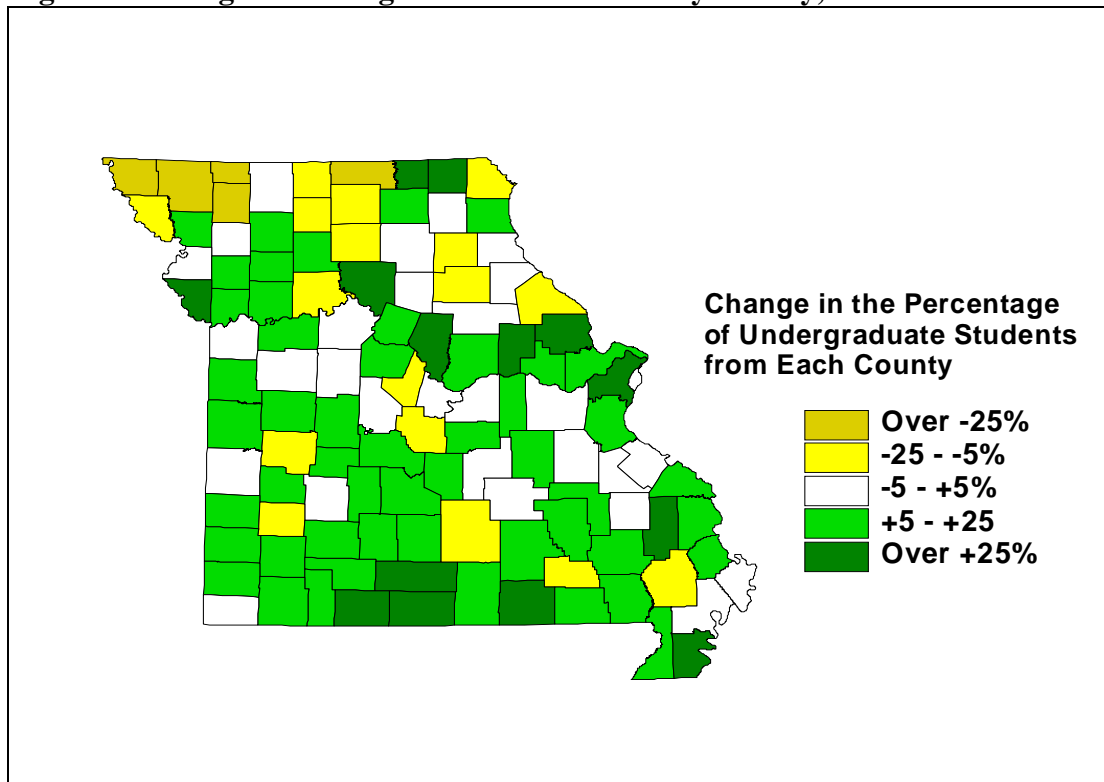 Change in the Percentage
of Undergraduate Students
from Each County
Over -25%
-25 - -5%
-5 - +5%
+5 - +25
Over +25%